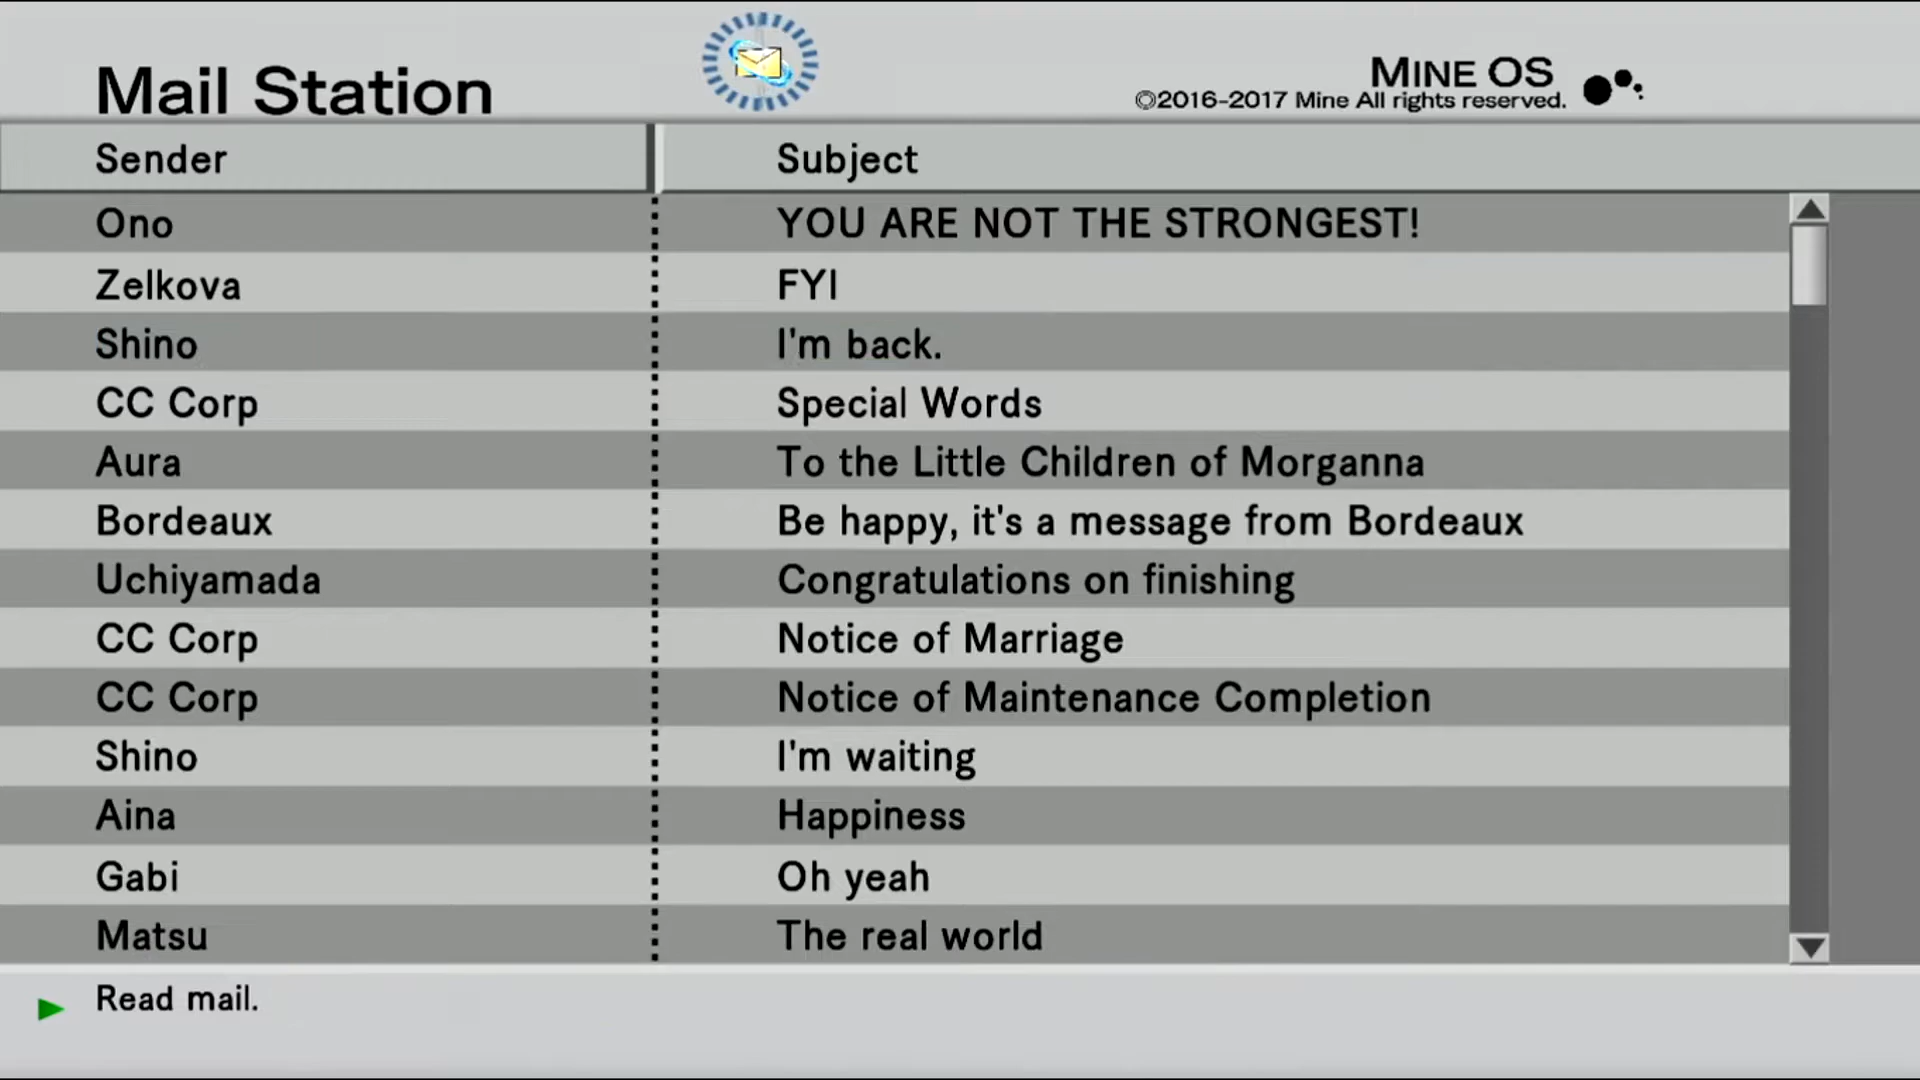 Mail Station
MINE OS
©2016-2017 Mine All rights reserved.
Sender Subject
Ono YOU ARE NOT THE STRONGEST!
Zelkova FYI
Shino I'm back.
CC Corp Special Words
Aura To the Little Children of Morganna
Bordeaux Be happy, it's a message from Bordeaux
Uchiyamada Congratulations on finishing
CC Corp Notice of Marriage
CC Corp Notice of Maintenance Completion
Shino I'm waiting
Aina Happiness
Gabi Oh yeah
Matsu The real world
Read mail.